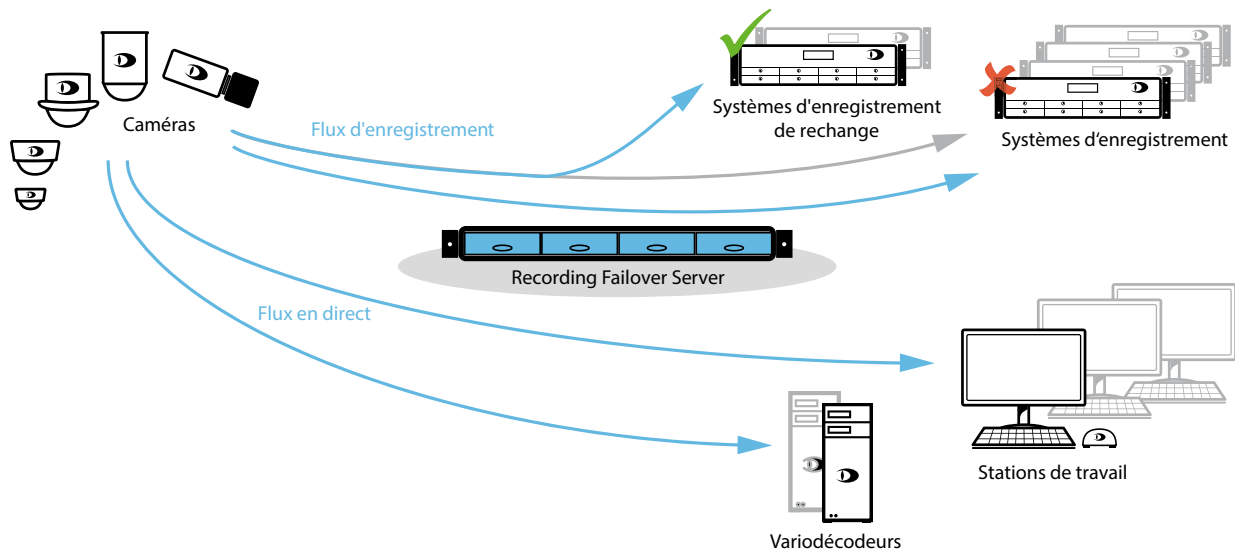 Caméras
Flux d'enregistrement
Systèmes d'enregistrement
de rechange
Systèmes d‘enregistrement
Recording Failover Server
Flux en direct
Stations de travail
Variodécodeurs